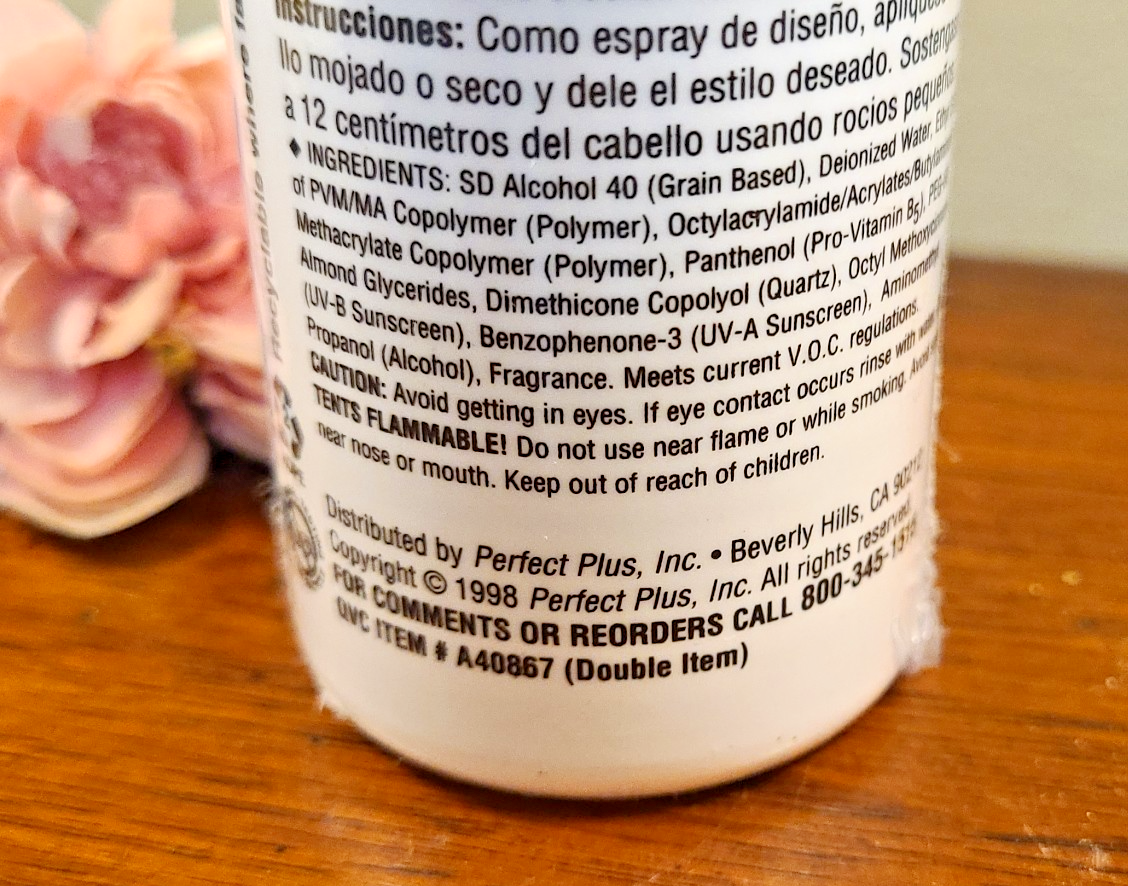 Instrucciones: Como espray de diseño,
llo mojado o seco y dele el estilo deseado.
a 12 centímetros del cabello usando rocios
◆ INGREDIENTS: SD Alcohol 40 (Grain Based), Deionized Water,
of PVM/MA Copolymer (Polymer), Octylacrylamide/Acrylates/
Methacrylate Copolymer (Polymer), Panthenol (Pro-Vitamin B5),
Almond Glycerides, Dimethicone Copolyol (Quartz), Octyl
(UV-B Sunscreen), Benzophenone-3 (UV-A Sunscreen),
Propanol (Alcohol), Fragrance. Meets current V.O.C. regulations.
CAUTION: Avoid getting in eyes. If eye contact occurs rinse with
TENTS FLAMMABLE! Do not use near flame or while smoking.
near nose or mouth. Keep out of reach of children.
Distributed by Perfect Plus, Inc. • Beverly Hills, CA
Copyright © 1998 Perfect Plus, Inc. All rights reserved
FOR COMMENTS OR REORDERS CALL
QVC ITEM # A40867 (Double Item)
Recyclable where